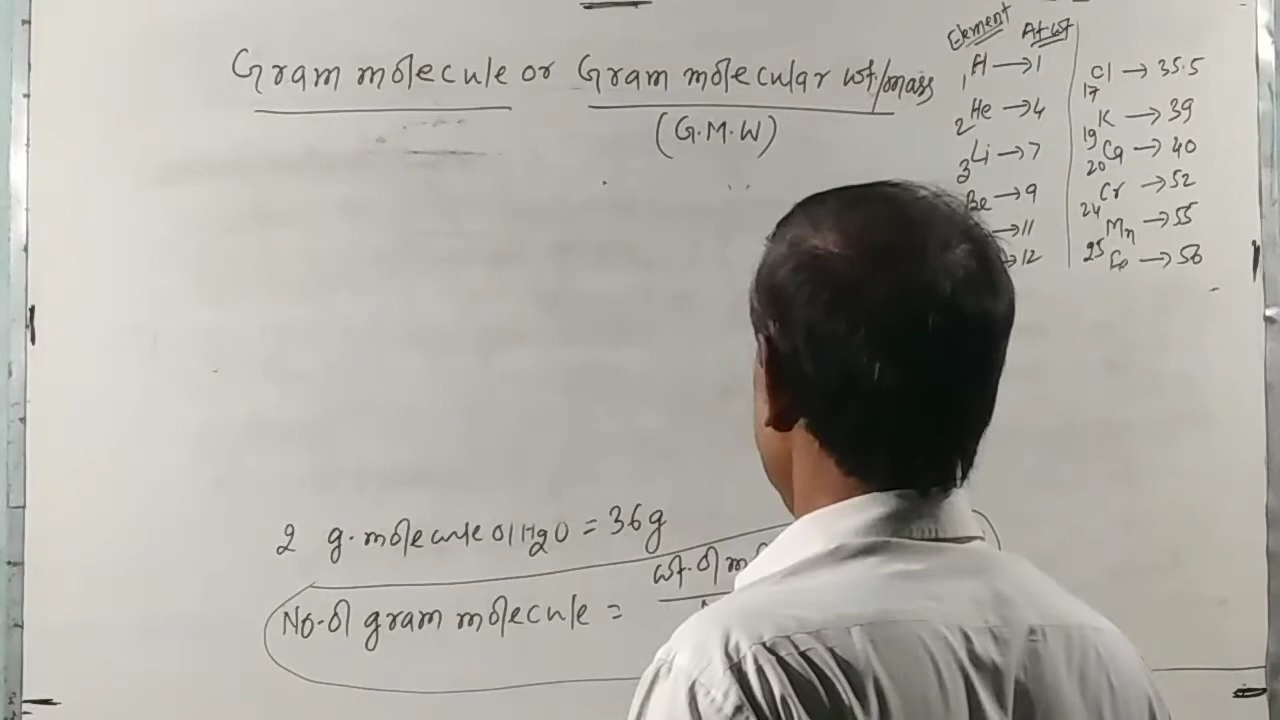 Gram molecule or Gram molecular wt/mass
(G.M.W)
Element At wt
1 H → 1
2 He → 4
3 Li → 7
Be → 9
→ 11
→ 12
17 Cl → 35.5
19 K → 39
20 Ca → 40
24 Cr → 52
25 Mn → 55
Fe → 56
2 g. molecule of H2O = 36g
No. of gram molecule = wt. of